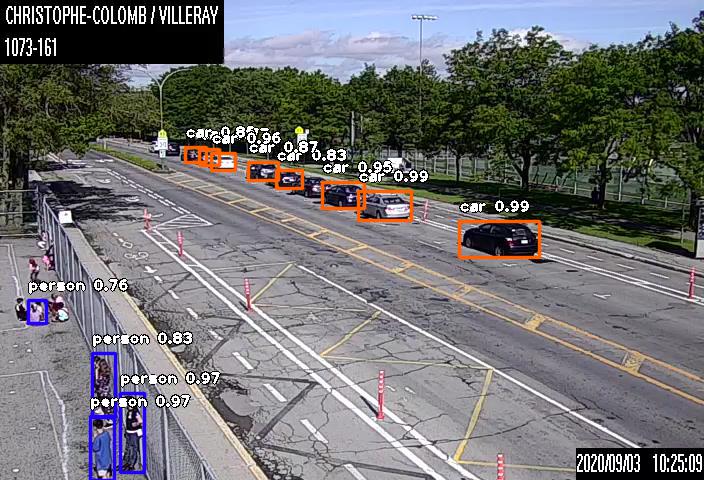 CHRISTOPHE-COLOMB / VILLERAY
1073-161
car 0.96
car 0.87
car 0.83
car 0.95
car 0.99
car 0.99
person 0.76
person 0.83
person 0.97
person 0.97
2020/09/03 10:25:09